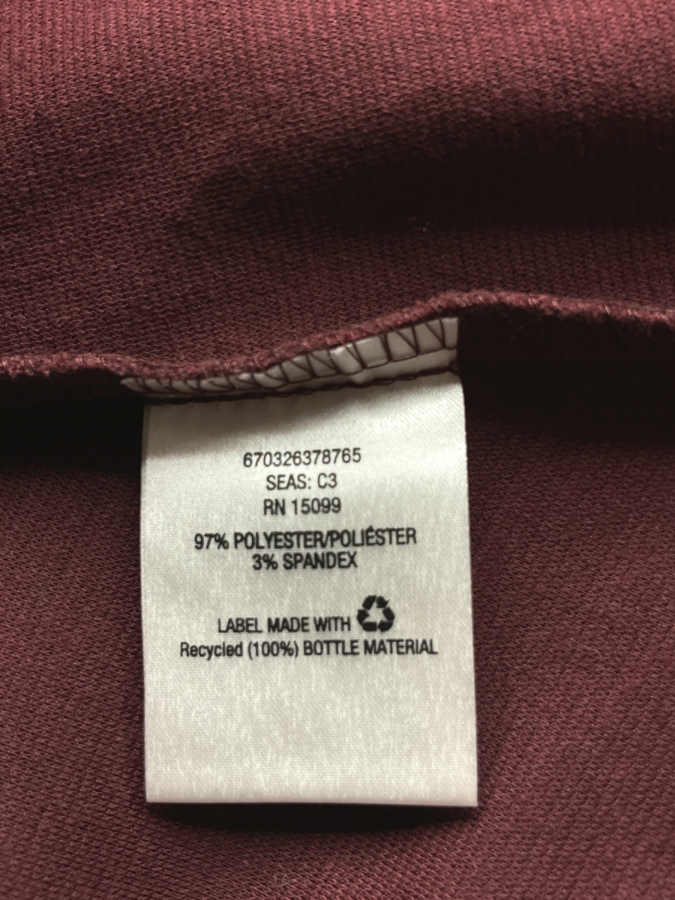 670326378765
SEAS: C3
RN 15099
97% POLYESTER/POLIÉSTER
3% SPANDEX
LABEL MADE WITH
Recycled (100%) BOTTLE MATERIAL